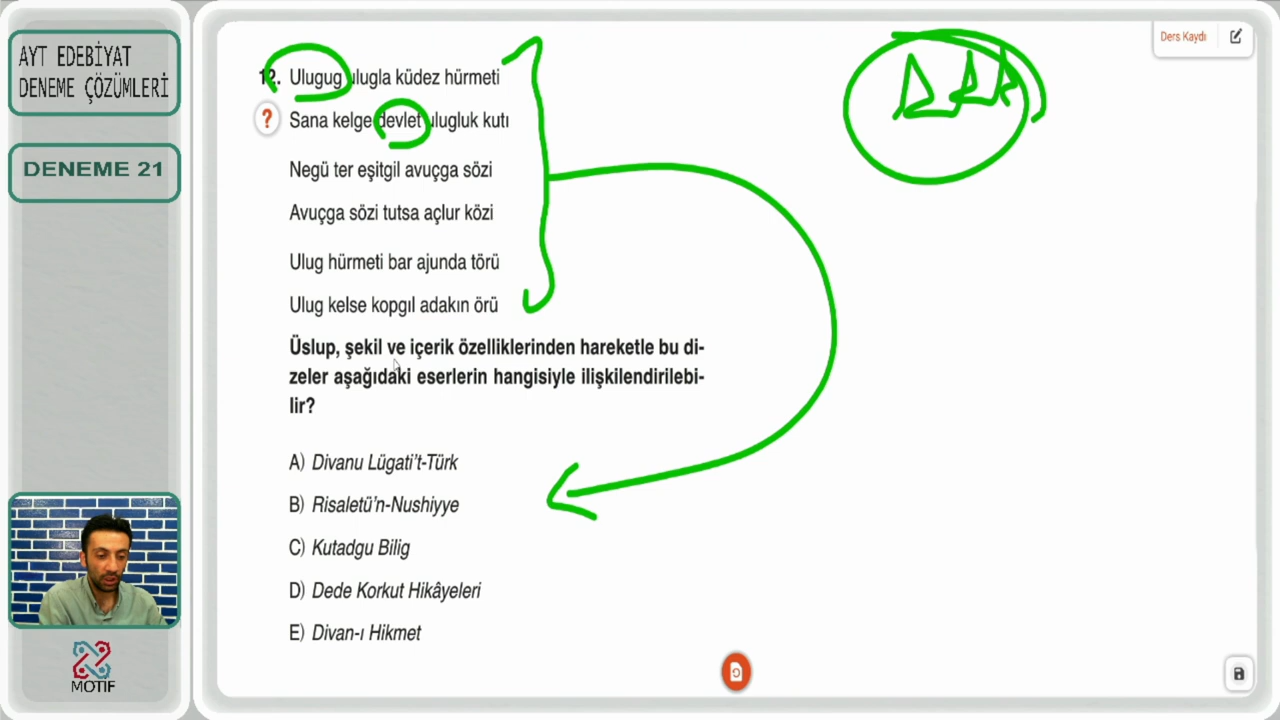 AYT EDEBİYAT
DENEME ÇÖZÜMLERİ
DENEME 21
MOTIF
Ders Kaydı
12. Ulugug ulugla küdez hürmeti
? Sana kelge devlet ulugluk kutı
Negü ter eşitgil avuçga sözi
Avuçga sözi tutsa açlur közi
Ulug hürmeti bar ajunda törü
Ulug kelse kopgıl adakın örü
Üslup, şekil ve içerik özelliklerinden hareketle bu di-
zeler aşağıdaki eserlerin hangisiyle ilişkilendirilebi-
lir?
A) Divanu Lügati't-Türk
B) Risaletü'n-Nushiyye
C) Kutadgu Bilig
D) Dede Korkut Hikâyeleri
E) Divan-ı Hikmet